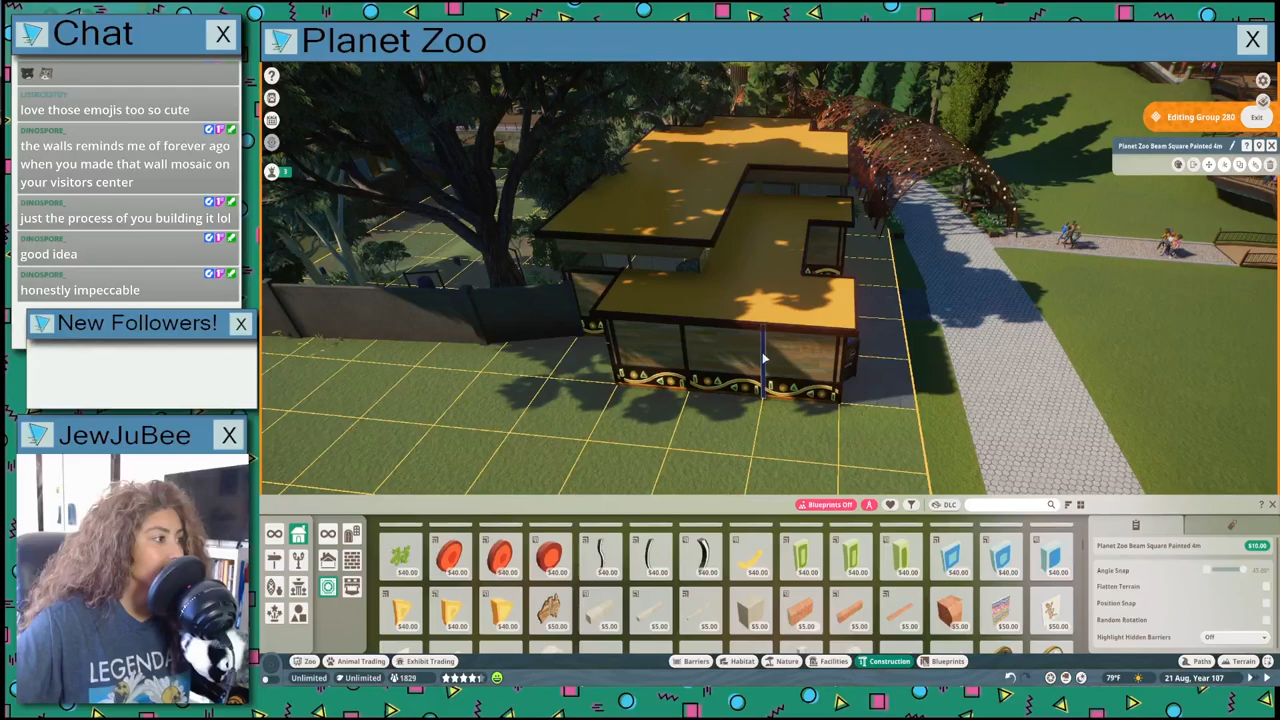 Chat
X
Planet Zoo
X
love those emojis too so cute
DINOSPORE_
the walls reminds me of forever ago
when you made that wall mosaic on
your visitors center
DINOSPORE_
just the process of you building it lol
DINOSPORE_
good idea
DINOSPORE_
honestly impeccable
New Followers!
X
JewJuBee
X
LEGENDA
?
3
Editing Group 280
Exit
Planet Zoo Beam Square Painted 4m
?
Blueprints Off
DLC
?
$40.00 $40.00 $40.00 $40.00 $40.00 $40.00 $40.00 $40.00 $40.00 $40.00 $40.00 $40.00 $40.00 $40.00
$40.00 $40.00 $40.00 $50.00 $5.00 $5.00 $5.00 $5.00 $5.00 $5.00 $5.00 $5.00 $50.00 $50.00
Planet Zoo Beam Square Painted 4m
$10.00
Angle Snap
45.00°
Flatten Terrain
Position Snap
Random Rotation
Highlight Hidden Barriers
Off
Zoo
Animal Trading
Exhibit Trading
Barriers
Habitat
Nature
Facilities
Construction
Blueprints
Paths
Terrain
Unlimited
Unlimited
1829
79°F
21 Aug, Year 107